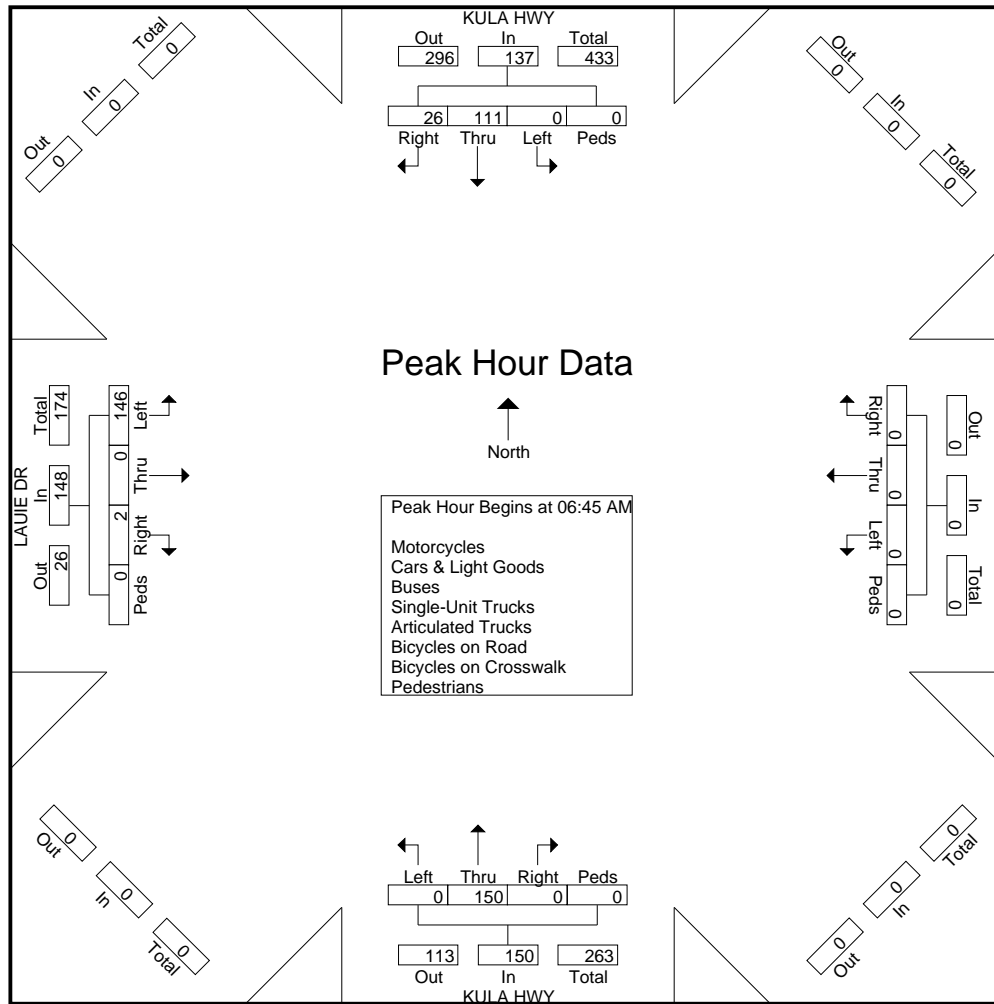 KULA HWY
Out In Total
296 137 433
26 111 0 0
Right Thru Left Peds
Total
0
In
0
Out
0
Out
0
In
0
Total
0
Peak Hour Data
North
Peak Hour Begins at 06:45 AM
Motorcycles
Cars & Light Goods
Buses
Single-Unit Trucks
Articulated Trucks
Bicycles on Road
Bicycles on Crosswalk
Pedestrians
LAUIE DR
Out In Total
26 148 174
0 2 0 146
Peds Right Thru Left
Right Thru Left Peds
0 0 0 0
Out In Total
0 0 0
Out
0
In
0
Total
0
Total
0
In
0
Out
0
Left Thru Right Peds
0 150 0 0
113 150 263
Out In Total
KULA HWY